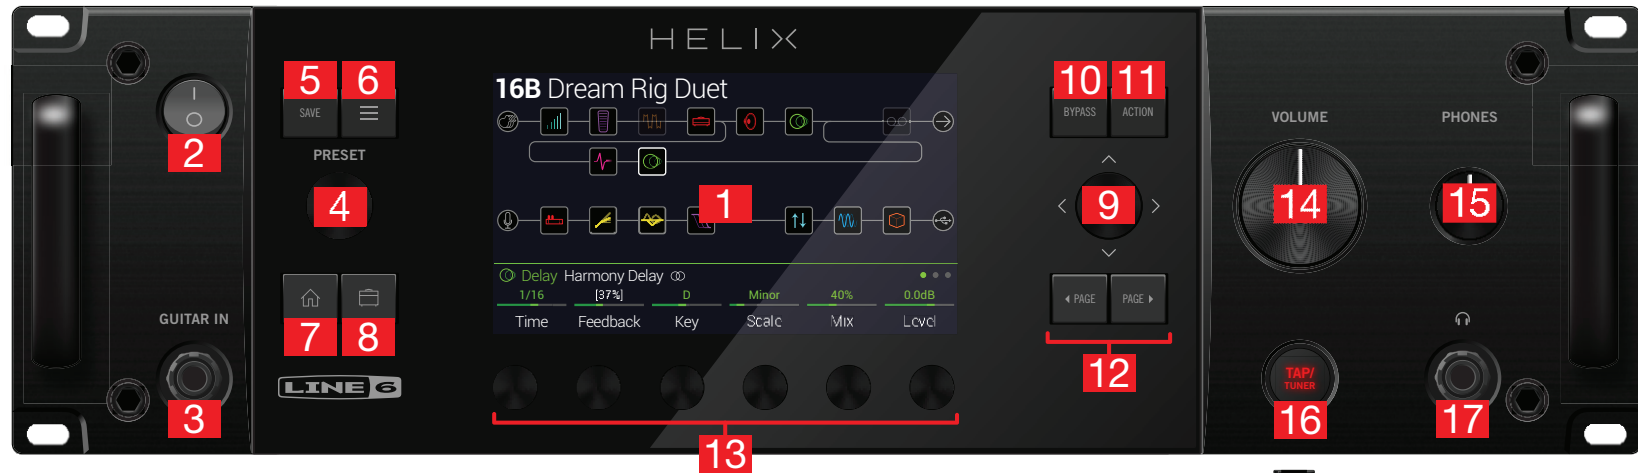 HELIX
5 6
SAVE
2
PRESET
4
7 8
GUITAR IN
3
LINE 6
16B Dream Rig Duet
1
Delay Harmony Delay
1/16 [37%] D Minor 40% 0.0dB
Time Feedback Key Scale Mix Level
13
10 11
BYPASS ACTION
9
PAGE PAGE
12
VOLUME PHONES
14 15
TAP/
TUNER
16 17